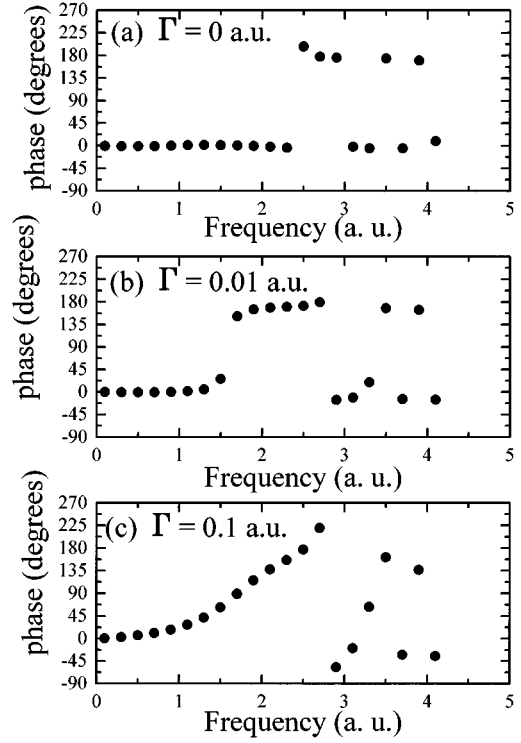 270
225
180
135
90
45
0
-45
-90
phase (degrees)
(a) Γ = 0 a.u.
0 1 2 3 4 5
Frequency (a. u.)
270
225
180
135
90
45
0
-45
-90
phase (degrees)
(b) Γ = 0.01 a.u.
0 1 2 3 4 5
Frequency (a. u.)
270
225
180
135
90
45
0
-45
-90
phase (degrees)
(c) Γ = 0.1 a.u.
0 1 2 3 4 5
Frequency (a. u.)